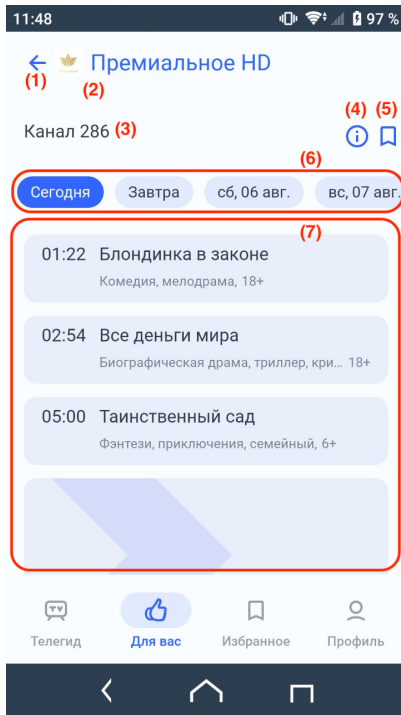 11:48 97 %
Премиальное HD
(1) (2)
Канал 286 (3) (4) (5)
(6)
Сегодня Завтра сб, 06 авг. вс, 07 авг.
(7)
01:22 Блондинка в законе
Комедия, мелодрама, 18+
02:54 Все деньги мира
Биографическая драма, триллер, кри... 18+
05:00 Таинственный сад
Фэнтези, приключения, семейный, 6+
TV
Телегид Для вас Избранное Профиль